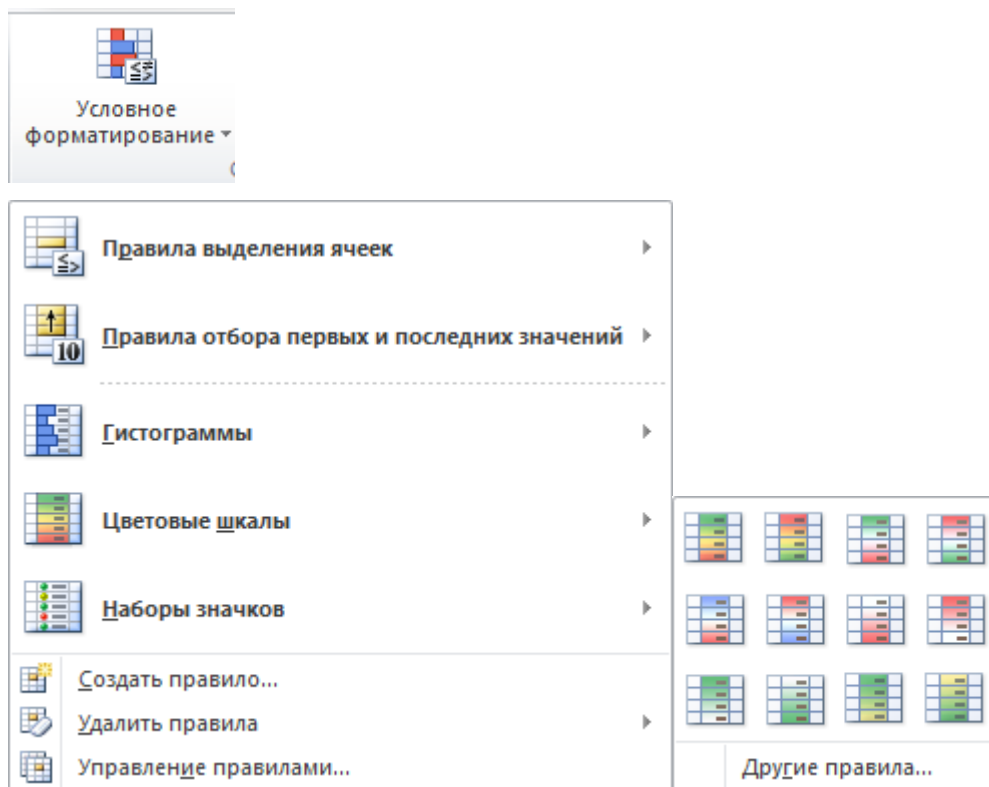 Условное
форматирование
Правила выделения ячеек
Правила отбора первых и последних значений
10
Гистограммы
Цветовые шкалы
Наборы значков
Создать правило...
Удалить правила
Управление правилами...
Другие правила...